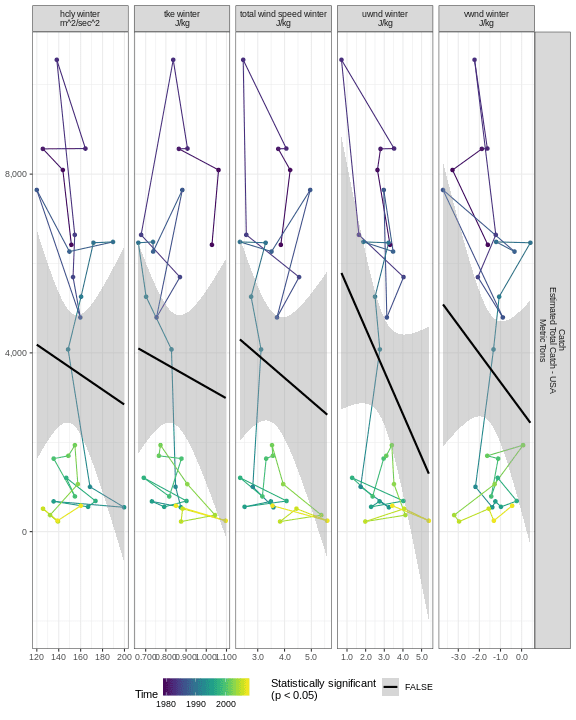 hcly winter
m^2/sec^2
tke winter
J/kg
total wind speed winter
J/kg
uwnd winter
J/kg
vwnd winter
J/kg
8,000
4,000
0
Catch
Estimated Total Catch - USA
Metric Tons
120 140 160 180 200
0.700 0.800 0.900 1.000 1.100
3.0 4.0 5.0
1.0 2.0 3.0 4.0 5.0
-3.0 -2.0 -1.0 0.0
Time
1980 1990 2000
Statistically significant
(p < 0.05)
FALSE